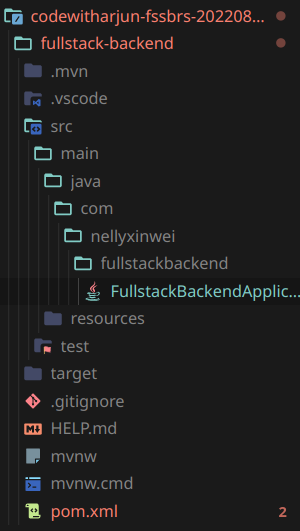 codewitharjun-fssbrs-202208...
fullstack-backend
.mvn
.vscode
src
main
java
com
nellyxinwei
fullstackbackend
FullstackBackendApplic...
resources
test
target
.gitignore
HELP.md
mvnw
mvnw.cmd
pom.xml 2